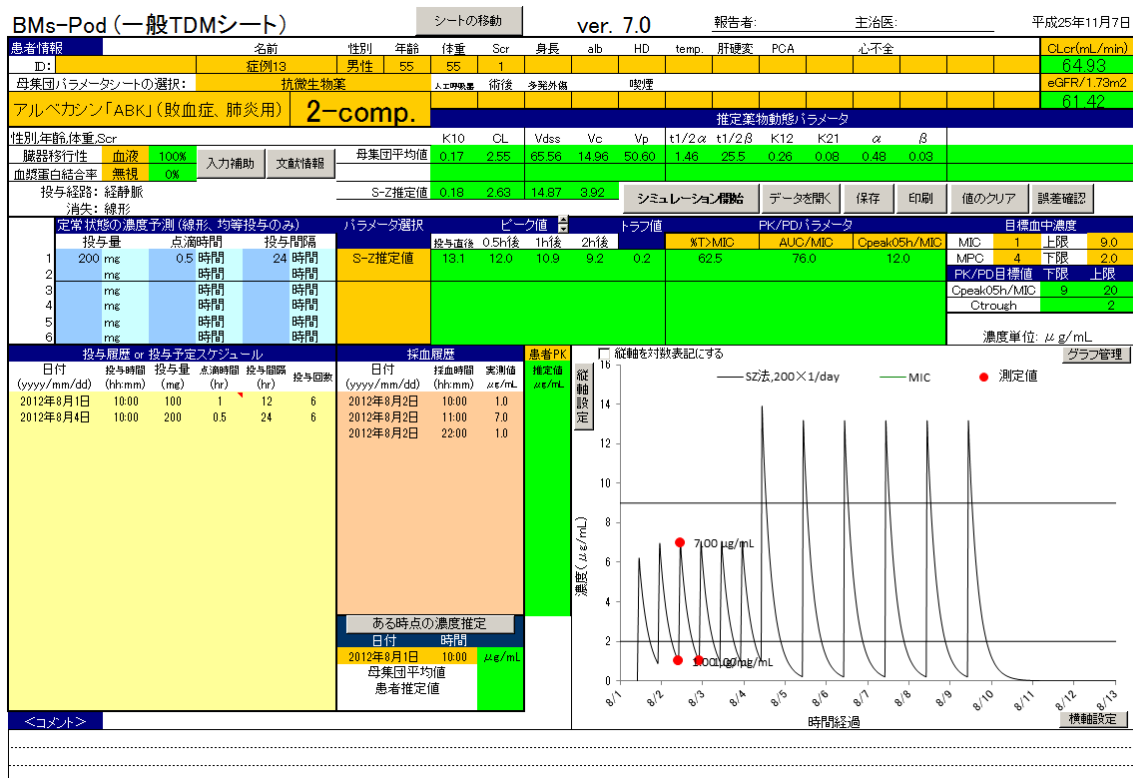 BMs-Pod (一般TDMシート) シートの移動 ver. 7.0 報告者: 主治医: 平成25年11月7日
患者情報 名前 性別 年齢 体重 Scr 身長 alb HD temp. 肝硬変 PCA 心不全 CLcr(mL/min)
ID: 症例13 男性 55 55 1 64.93
母集団パラメータシートの選択: 抗微生物薬 人工呼吸器 術後 多発外傷 喫煙 eGFR/1.73m2
61.42
アルベカシン「ABK」(敗血症、肺炎用) 2-comp. 推定薬物動態パラメータ
性別,年齢,体重,Scr K10 CL Vdss Vc Vp t1/2α t1/2β K12 K21 α β
臓器移行性 血液 100% 入力補助 文献情報 母集団平均値 0.17 2.55 65.56 14.96 50.60 1.46 25.5 0.26 0.08 0.48 0.03
血漿蛋白結合率 無視 0%
投与経路: 経静脈 S-Z推定値 0.18 2.63 14.87 3.92 シミュレーション開始 データを開く 保存 印刷 値のクリア 誤差確認
消失: 線形
定常状態の濃度予測 (線形、均等投与のみ) パラメータ選択 ピーク値 トラフ値 PK/PDパラメータ 目標血中濃度
投与量 点滴時間 投与間隔 投与直後 0.5h後 1h後 2h後 %T>MIC AUC/MIC Cpeak05h/MIC MIC 1 上限 9.0
1 200 mg 0.5 時間 24 時間 S-Z推定値 13.1 12.0 10.9 9.2 0.2 62.5 76.0 12.0 MPC 4 下限 2.0
2 mg 時間 時間 PK/PD目標値 下限 上限
3 mg 時間 時間 Cpeak05h/MIC 9 20
4 mg 時間 時間 Ctrough 2
5 mg 時間 時間
6 mg 時間 時間 濃度単位: μg/mL
投与履歴 or 投与予定スケジュール 採血履歴 患者PK 縦軸を対数表記にする グラフ管理
日付 投与時間 投与量 点滴時間 投与間隔 投与回数 日付 採血時間 実測値 推定値
(yyyy/mm/dd) (hh:mm) (mg) (hr) (hr) (yyyy/mm/dd) (hh:mm) μg/mL μg/mL
2012年8月1日 10:00 100 1 12 6 2012年8月2日 10:00 1.0
2012年8月4日 10:00 200 0.5 24 6 2012年8月2日 11:00 7.0
2012年8月2日 22:00 1.0
縦軸設定
SZ法,200×1/day MIC 測定値
16
14
12
10
8
6
4
2
0
濃度(μg/mL)
7.00 μg/mL
1.00 μg/mL
ある時点の濃度推定
日付 時間
2012年8月1日 10:00 μg/mL
母集団平均値
患者推定値
8/1 8/2 8/3 8/4 8/5 8/6 8/7 8/8 8/9 8/10 8/11 8/12 8/13
時間経過 横軸設定
<コメント>